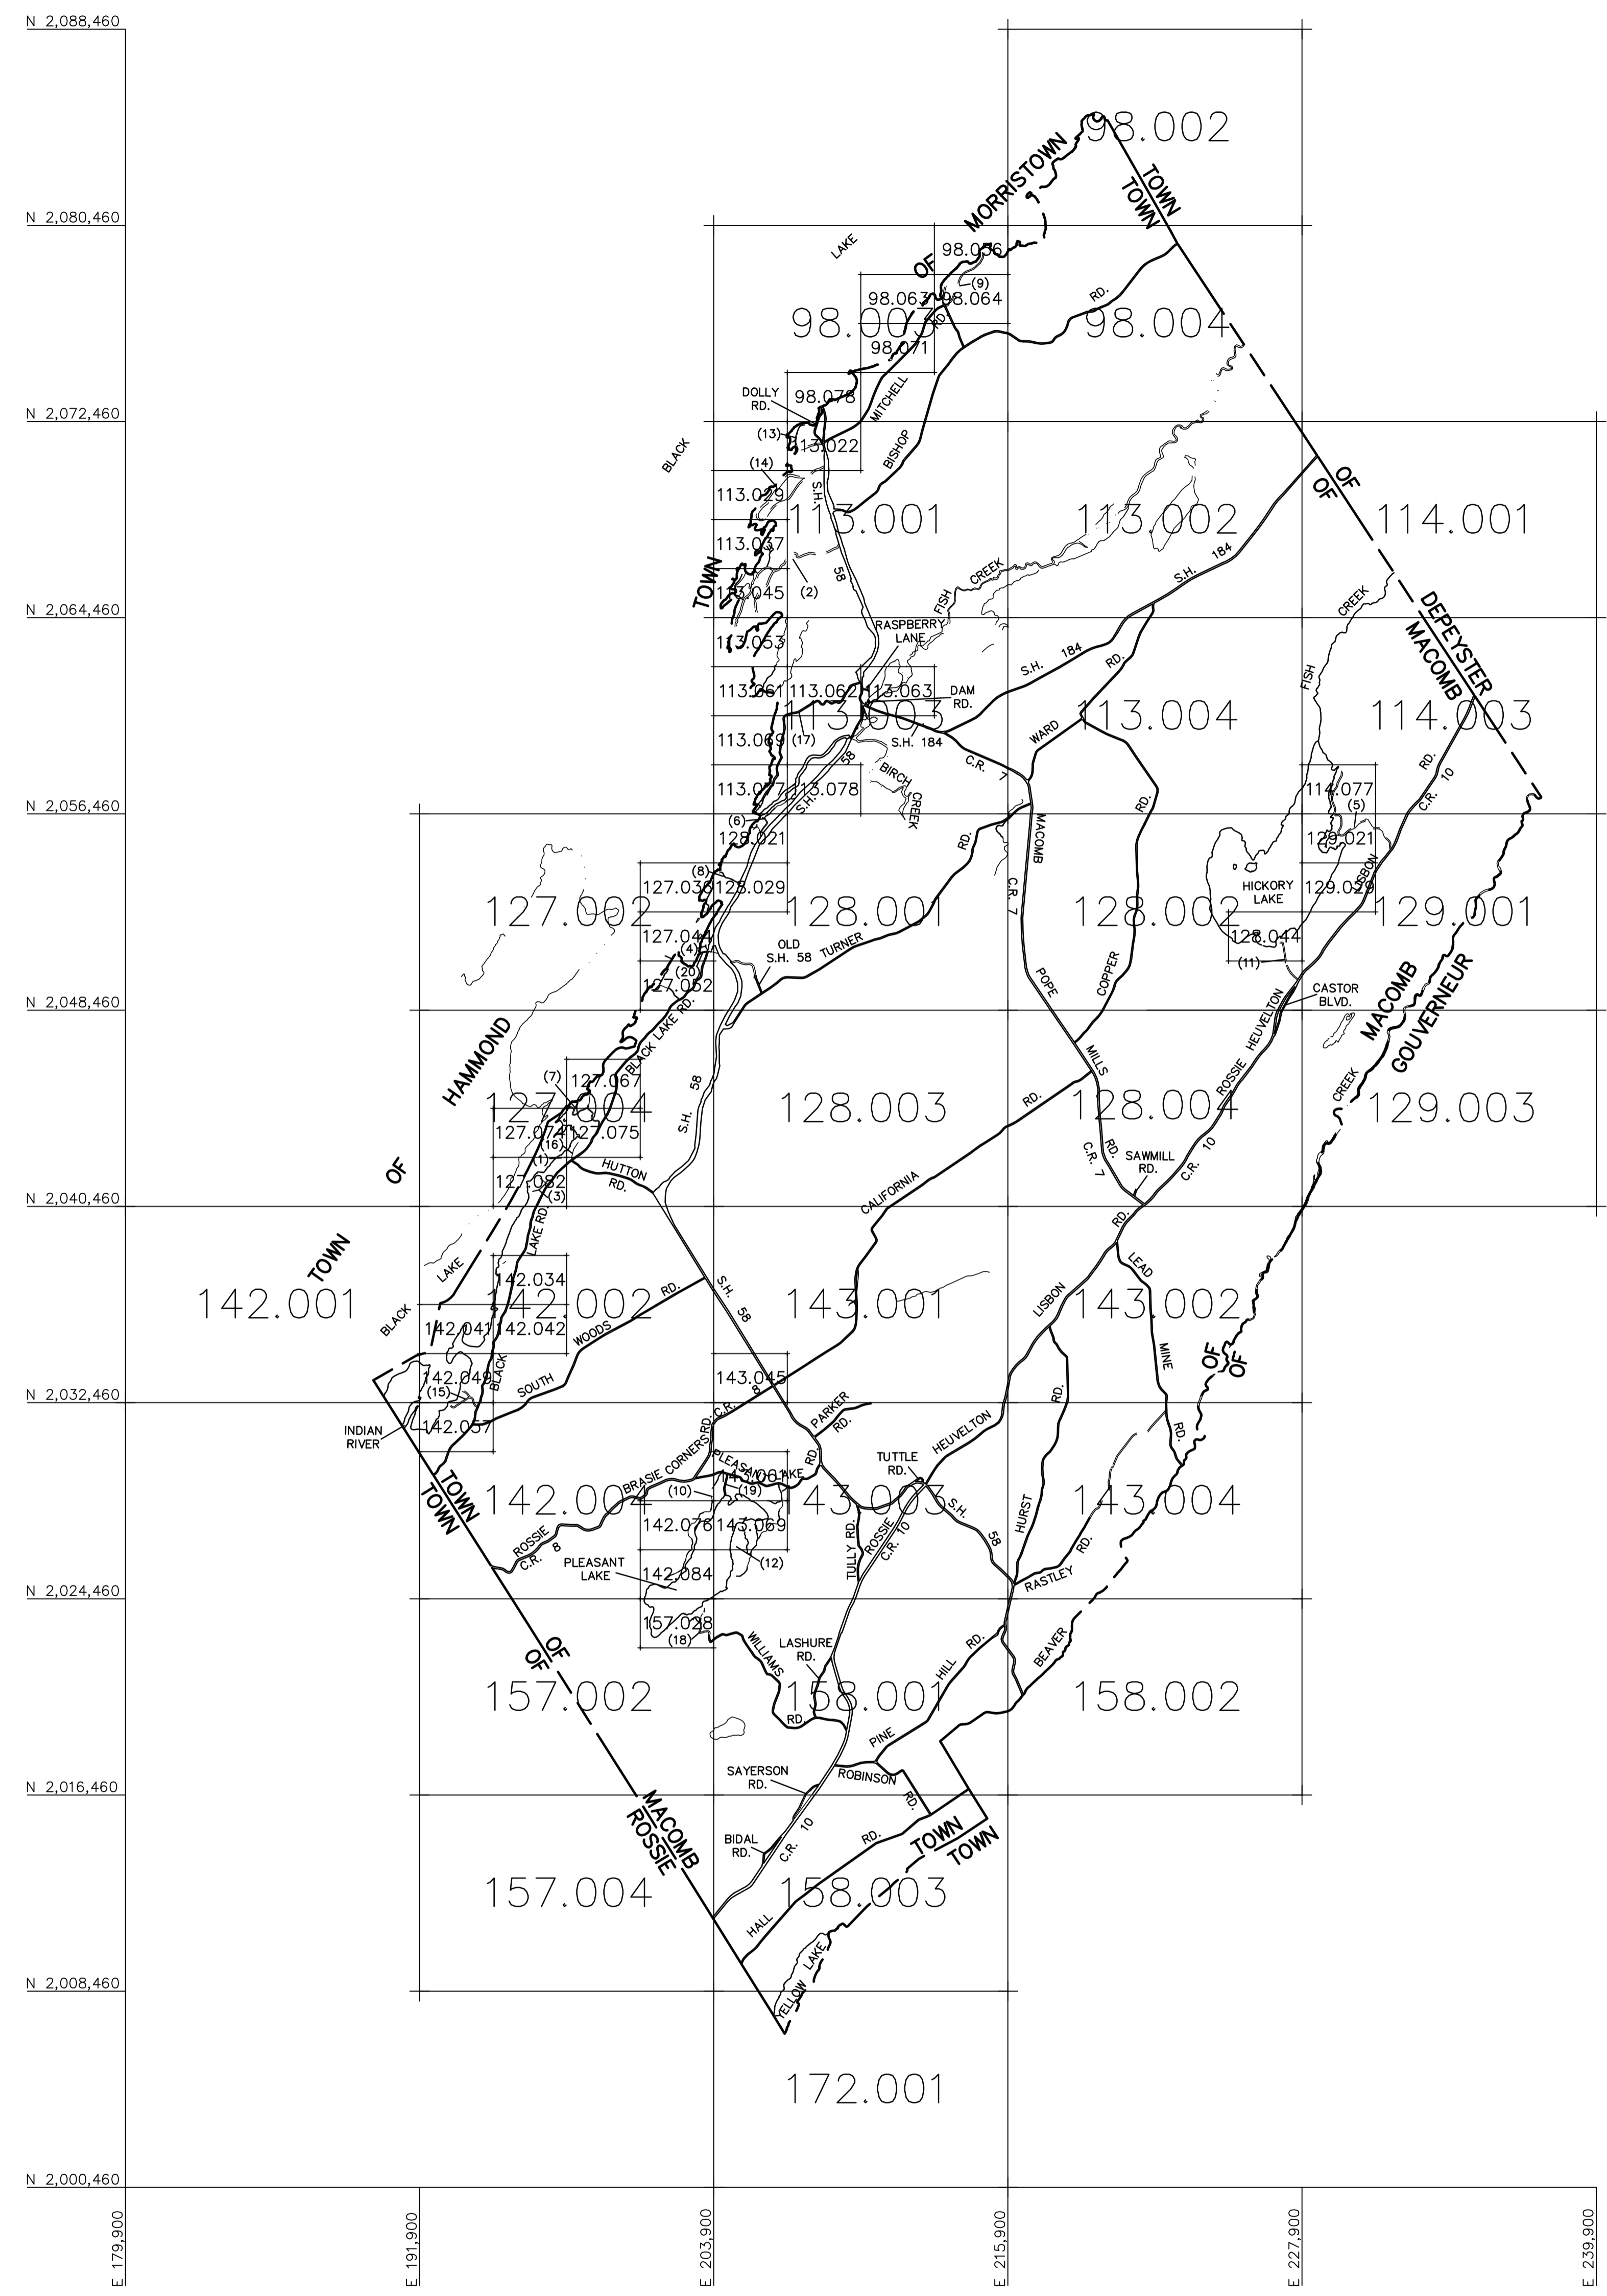 N 2,088,460
98.002
MORRISTOWN
TOWN
TOWN
N 2,080,460
LAKE
OF
98.056
(9)
98.063
98.064
RD.
98.003
RD.
98.004
98.071
DOLLY
RD.
98.078
MITCHELL
N 2,072,460
(13)
113.022
BLACK
BISHOP
(14)
S.H.
OF
OF
113.029
113.001
113.002
114.001
113.037
58
S.H. 184
TOWN
113.045
(2)
FISH CREEK
CREEK
N 2,064,460
RASPBERRY
LANE
DEPEYSTER
MACOMB
113.053
S.H. 184
RD.
FISH
113.061
113.062
113.063
DAM
RD.
113.003
113.004
114.003
113.069
(17)
S.H. 184
WARD
58
C.R. 7
RD.
C.R. 10
BIRCH
CREEK
113.077
113.078
S.H.
RD.
114.077
(5)
N 2,056,460
(6)
MACOMB
128.021
RD.
129.021
(8)
LISBON
127.036
128.029
C.R. 7
HICKORY
LAKE
129.029
127.002
128.001
128.002
129.001
127.044
128.044
(4)
OLD
S.H. 58
TURNER
(11)
(20)
127.052
POPE
COPPER
CASTOR
BLVD.
MACOMB
GOUVERNEUR
N 2,048,460
HAMMOND
BLACK LAKE RD.
HEUVELTON
(7)
127.067
MILLS
ROSSIE
CREEK
58
127.004
128.003
RD.
128.004
129.003
S.H.
127.074
127.075
(16)
(1)
HUTTON
RD.
RD.
C.R. 7
SAWMILL
RD.
C.R. 10
OF
127.082
(3)
CALIFORNIA
N 2,040,460
LAKE RD.
RD.
TOWN
LAKE
LEAD
142.034
S.H. 58
RD.
142.001
142.002
143.001
LISBON
143.002
BLACK
142.041
142.042
WOODS
MINE
OF
OF
BLACK
143.045
142.049
(15)
SOUTH
8
C.R.
PARKER
RD.
RD.
N 2,032,460
142.057
INDIAN
RIVER
RD.
HEUVELTON
RD.
BRASIE CORNERS
RD.
TUTTLE
RD.
PLEASANT LAKE
143.061
TOWN
TOWN
(10)
(19)
142.004
143.003
S.H. 58
HURST
143.004
142.076
143.069
ROSSIE
C.R. 8
TULLY RD.
ROSSIE
C.R. 10
RD.
PLEASANT
LAKE
(12)
142.084
RASTLEY
N 2,024,460
157.028
(18)
WILLIAMS
LASHURE
RD.
HILL
RD.
BEAVER
OF
OF
157.002
158.001
158.002
RD.
PINE
SAYERSON
RD.
ROBINSON
N 2,016,460
RD.
MACOMB
ROSSIE
BIDAL
RD.
C.R. 10
RD.
TOWN
TOWN
157.004
158.003
HALL
YELLOW LAKE
N 2,008,460
172.001
N 2,000,460
E 179,900
E 191,900
E 203,900
E 215,900
E 227,900
E 239,900